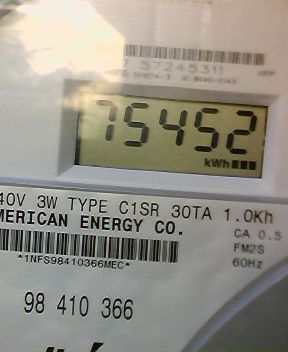 57245311
75452
kWh
40V 3W TYPE C1SR 30TA 1.0Kh
MERICAN ENERGY CO.
CA 0.5
FM2S
*1NFS98410366MEC*
60Hz
98 410 366